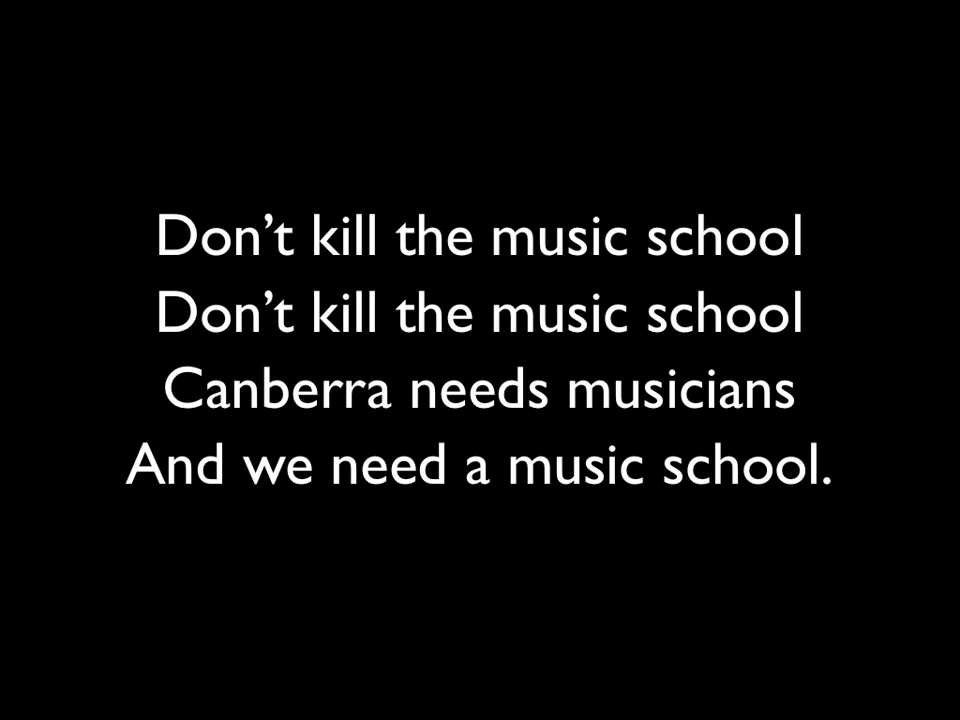 Don’t kill the music school
Don’t kill the music school
Canberra needs musicians
And we need a music school.